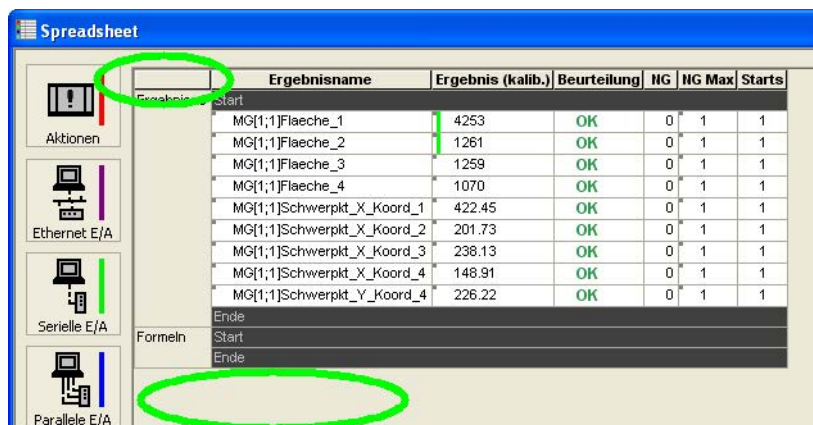 Spreadsheet
Ergebnisname Ergebnis (kalib.) Beurteilung NG NG Max Starts
Ergebnisse Start
MG[1;1]Flaeche_1 4253 OK 0 1 1
MG[1;1]Flaeche_2 1261 OK 0 1 1
MG[1;1]Flaeche_3 1259 OK 0 1 1
MG[1;1]Flaeche_4 1070 OK 0 1 1
MG[1;1]Schwerpkt_X_Koord_1 422.45 OK 0 1 1
MG[1;1]Schwerpkt_X_Koord_2 201.73 OK 0 1 1
MG[1;1]Schwerpkt_X_Koord_3 238.13 OK 0 1 1
MG[1;1]Schwerpkt_X_Koord_4 148.91 OK 0 1 1
MG[1;1]Schwerpkt_Y_Koord_4 226.22 OK 0 1 1
Ende
Formeln Start
Ende
Aktionen
Ethernet E/A
Serielle E/A
Parallele E/A